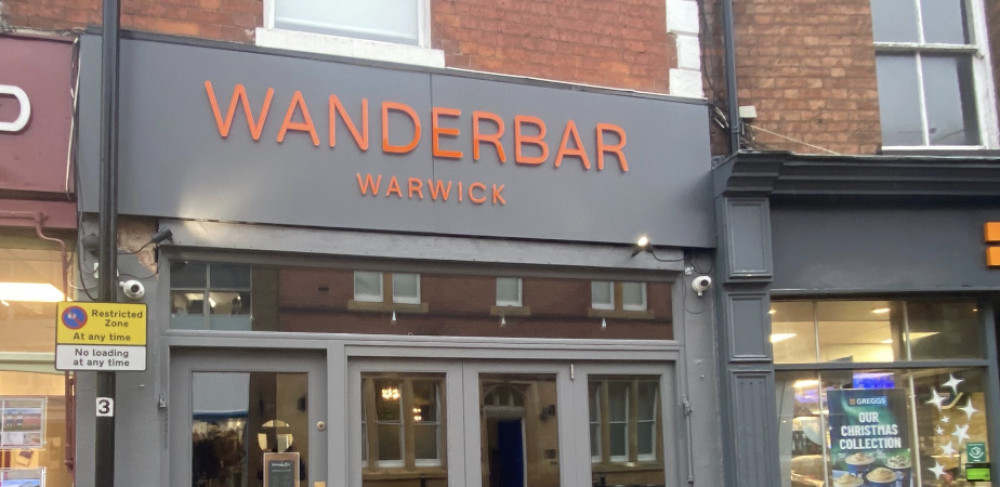 WANDERBAR
WARWICK
Restricted
Zone
At any time
No loading
at any time
3
GREGGS
OUR
CHRISTMAS
COLLECTION